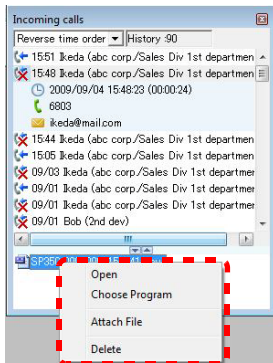 Incoming calls
Reverse time order History :90
15:51 Ikeda (abc corp./Sales Div 1st departmen
15:48 Ikeda (abc corp./Sales Div 1st departmen
2009/09/04 15:48:23 (00:00:24)
6803
ikeda@mail.com
15:44 Ikeda (abc corp./Sales Div 1st departmen
15:05 Ikeda (abc corp./Sales Div 1st departmen
09/03 Ikeda (abc corp./Sales Div 1st departmer
09/01 Ikeda (abc corp./Sales Div 1st departmer
09/01 Ikeda (abc corp./Sales Div 1st departmer
09/01 Bob (2nd dev)
Open
Choose Program
Attach File
Delete